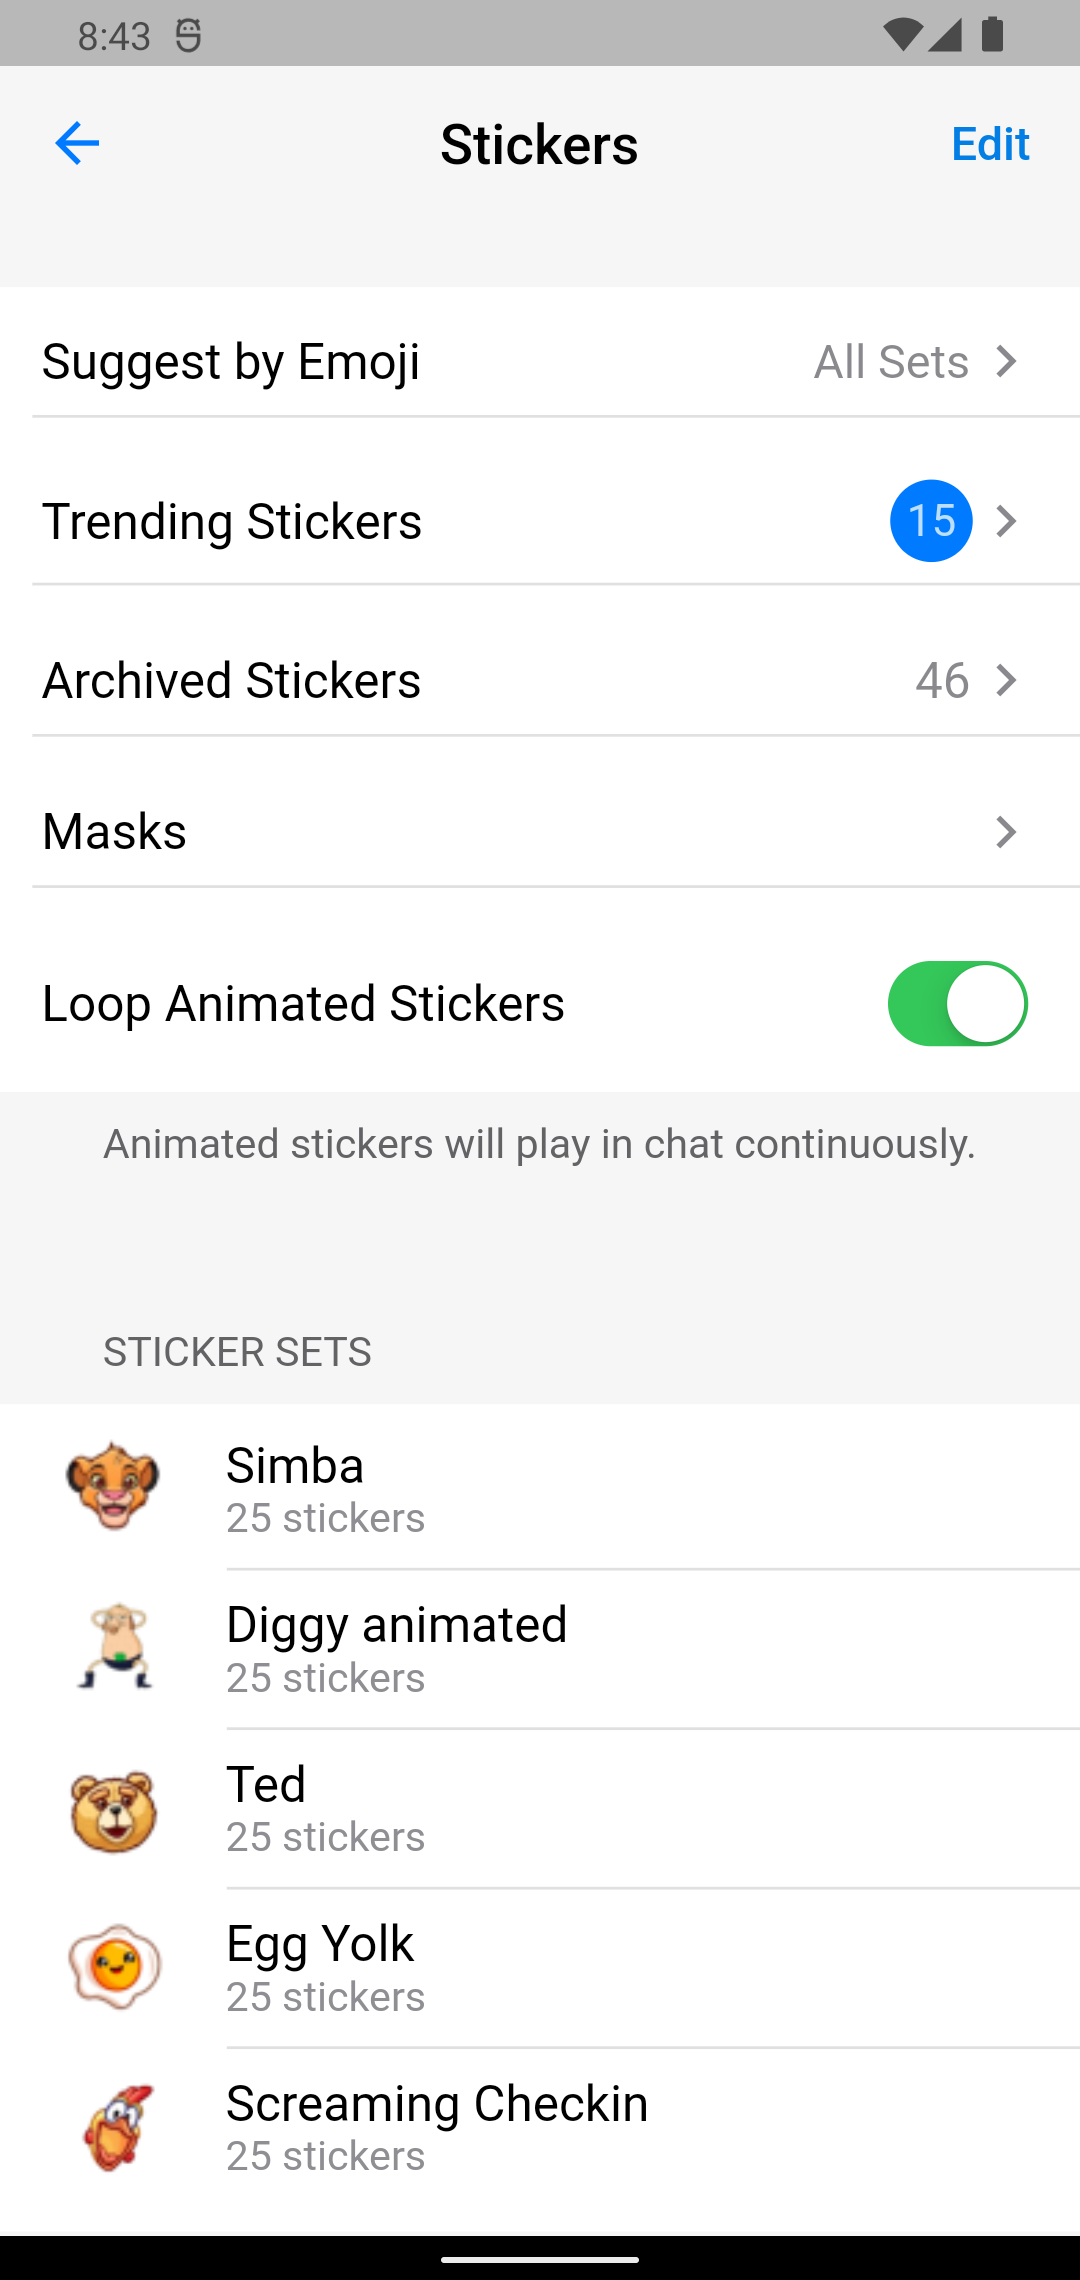 8:43
Stickers
Edit
Suggest by Emoji
All Sets
Trending Stickers
15
Archived Stickers
46
Masks
Loop Animated Stickers
Animated stickers will play in chat continuously.
STICKER SETS
Simba
25 stickers
Diggy animated
25 stickers
Ted
25 stickers
Egg Yolk
25 stickers
Screaming Checkin
25 stickers